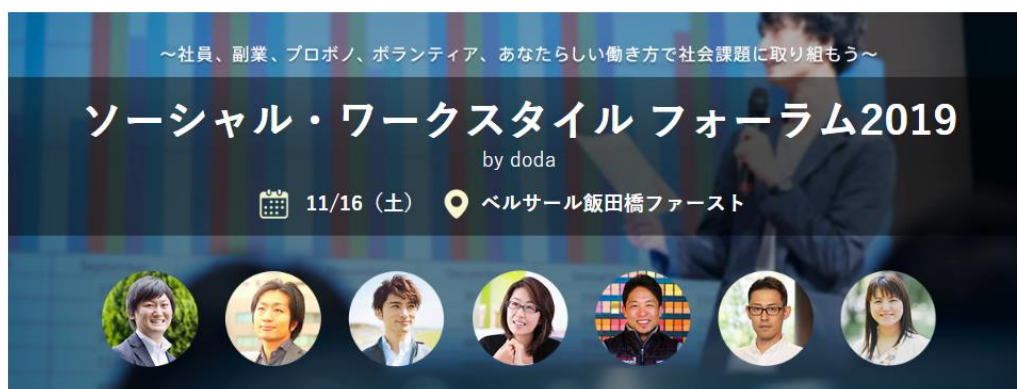 ～社員、副業、プロボノ、ボランティア、あなたらしい働き方で社会課題に取り組もう～
ソーシャル・ワークスタイル フォーラム2019
by doda
11/16（土） ベルサール飯田橋ファースト